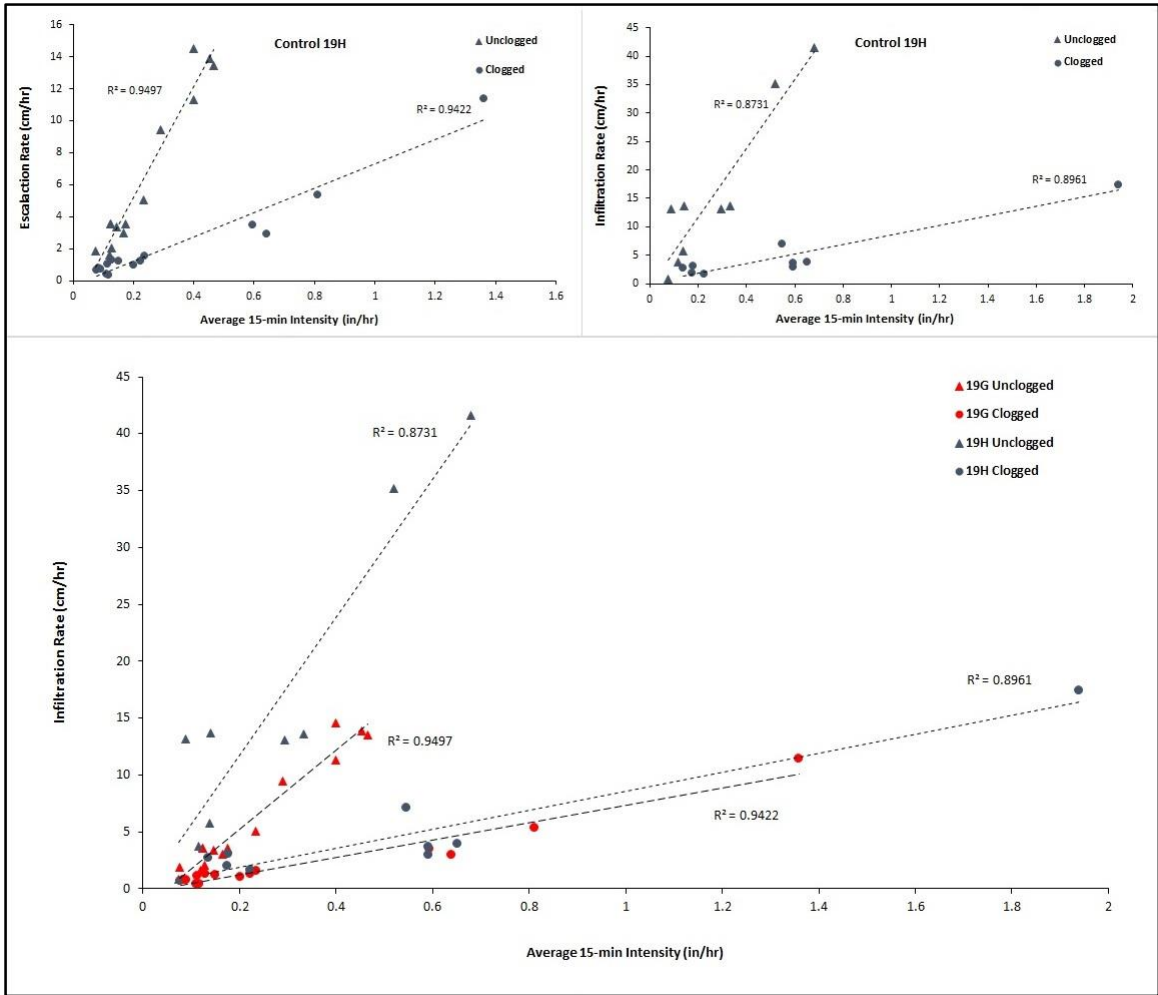 Control 19H
Unclogged
Clogged
R² = 0.9497
R² = 0.9422
Escalaction Rate (cm/hr)
16
14
12
10
8
6
4
2
0
0 0.2 0.4 0.6 0.8 1 1.2 1.4 1.6
Average 15-min Intensity (in/hr)
Control 19H
Unclogged
Clogged
R² = 0.8731
R² = 0.8961
Infiltration Rate (cm/hr)
45
40
35
30
25
20
15
10
5
0
0 0.2 0.4 0.6 0.8 1 1.2 1.4 1.6 1.8 2
Average 15-min Intensity (in/hr)
19G Unclogged
19G Clogged
19H Unclogged
19H Clogged
R² = 0.8731
R² = 0.8961
R² = 0.9497
R² = 0.9422
Infiltration Rate (cm/hr)
45
40
35
30
25
20
15
10
5
0
0 0.2 0.4 0.6 0.8 1 1.2 1.4 1.6 1.8 2
Average 15-min Intensity (in/hr)